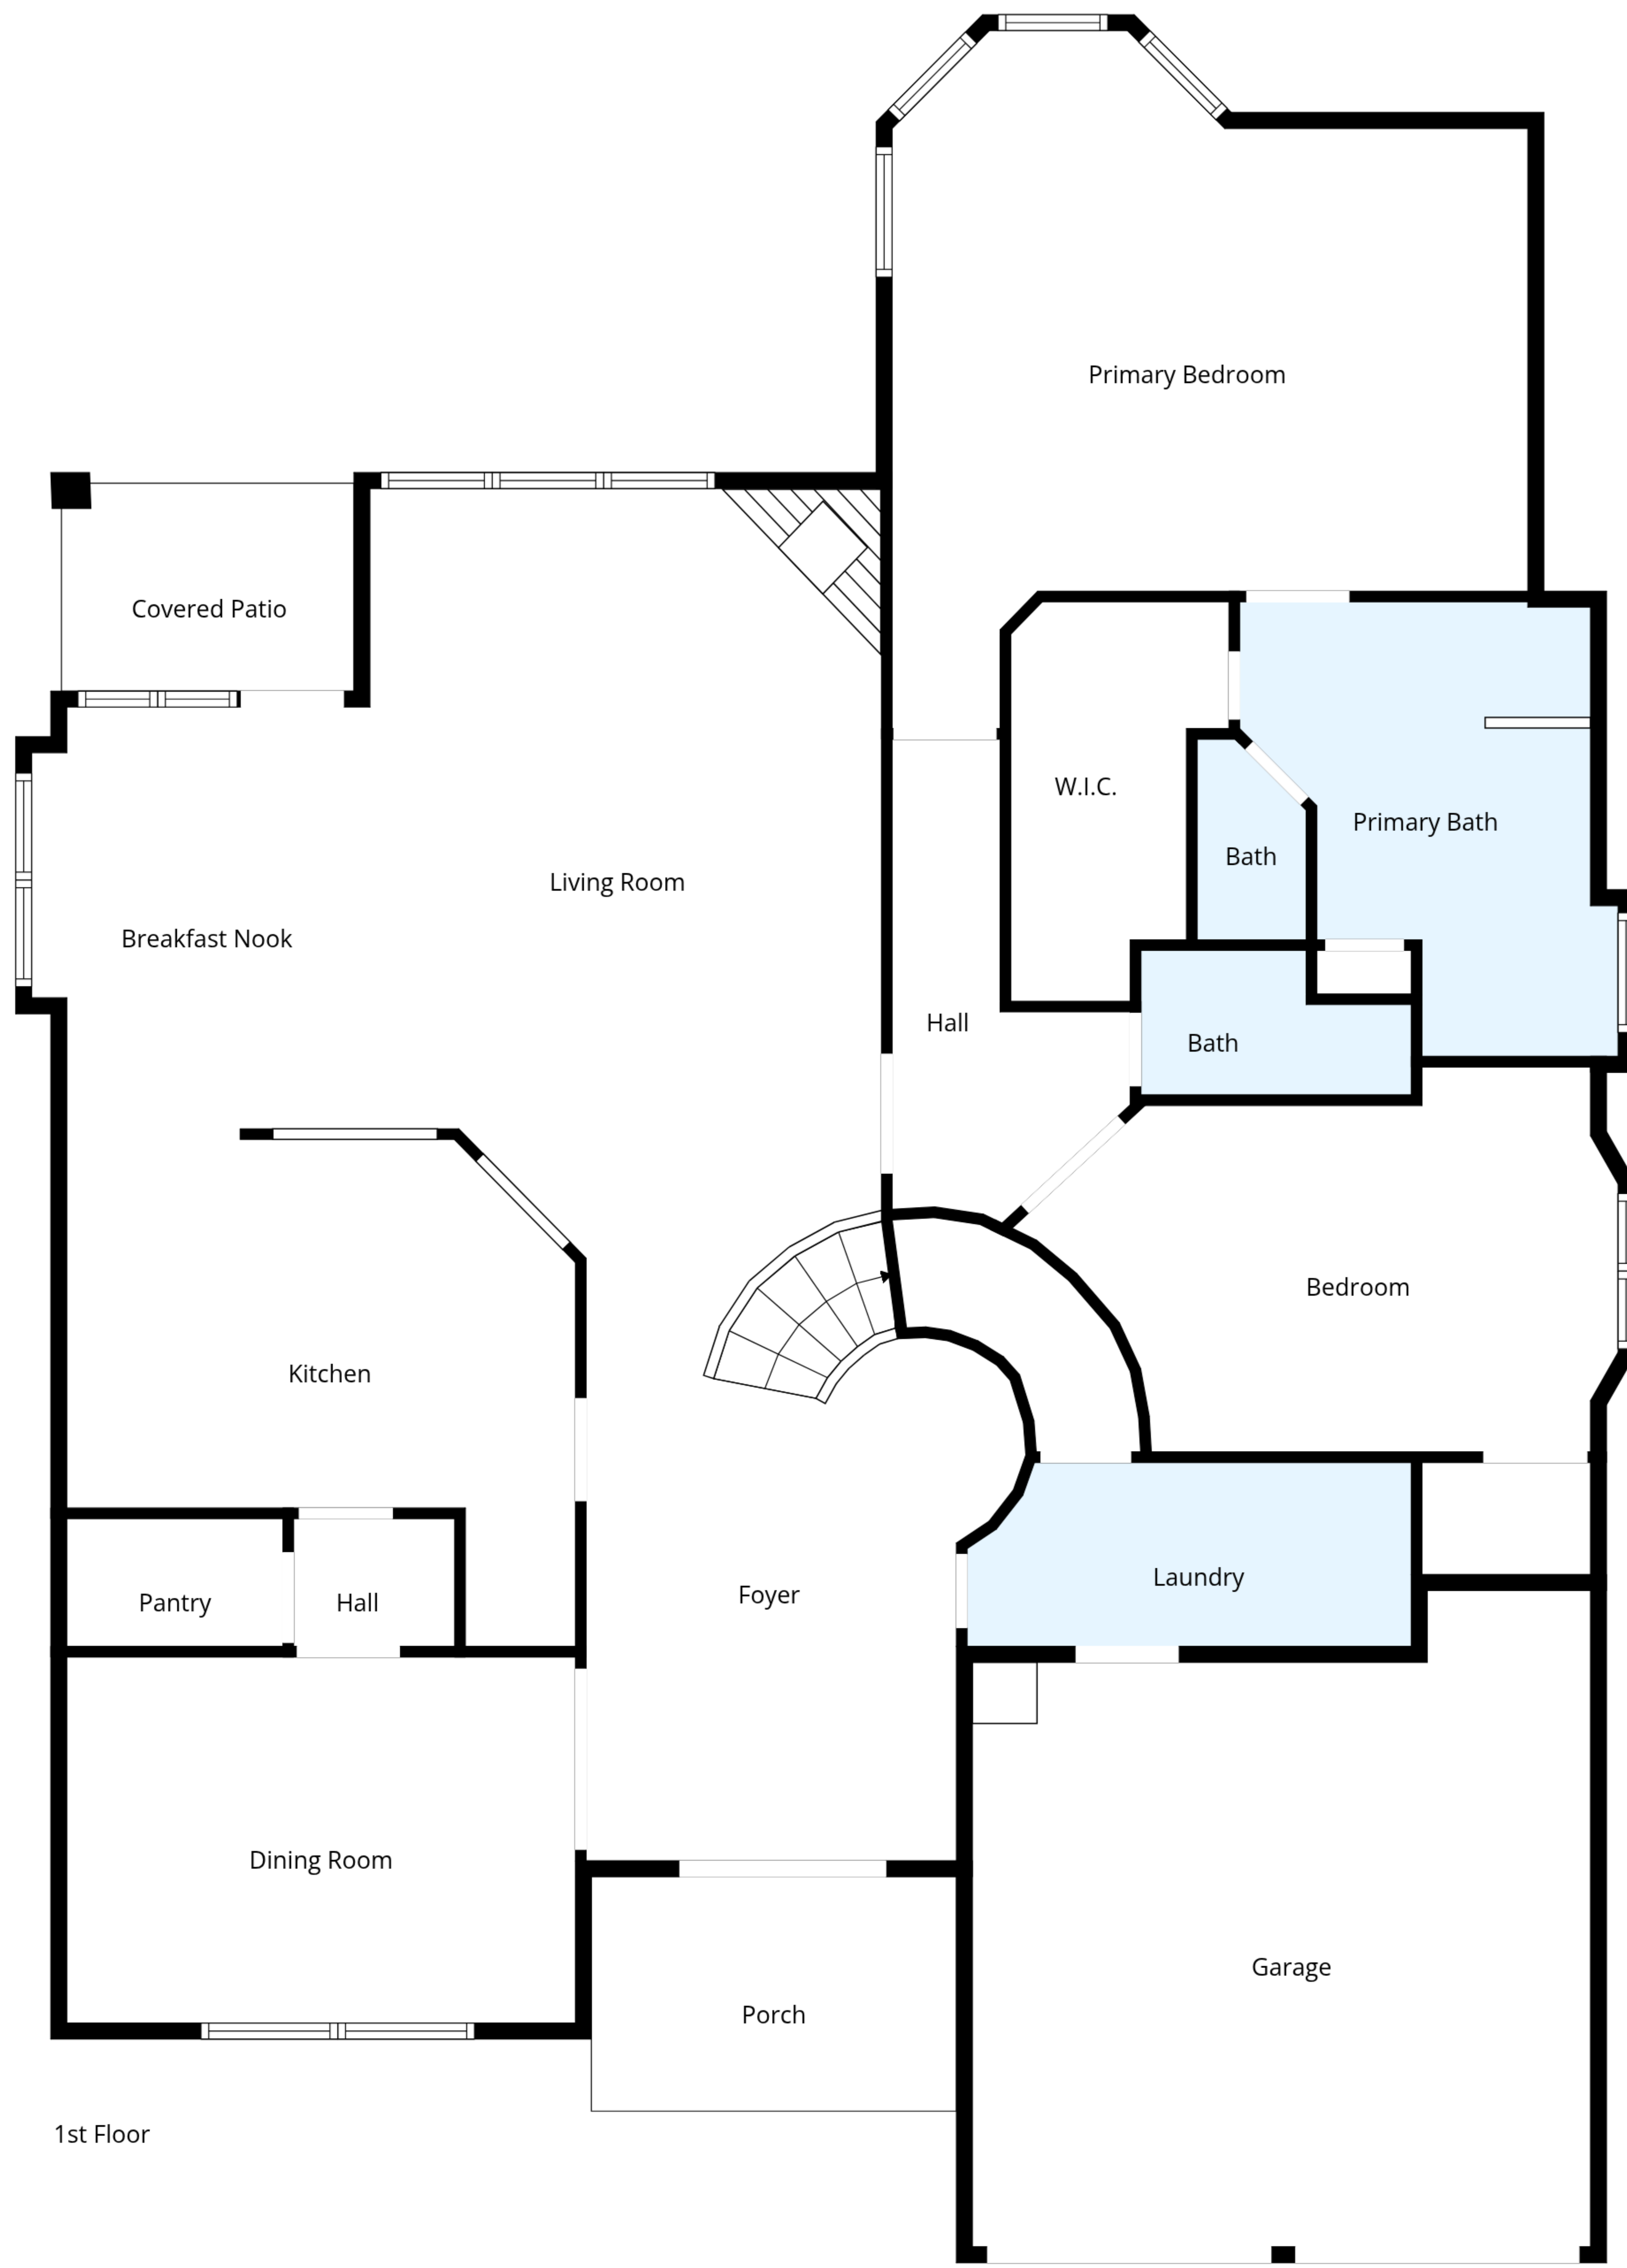 Primary Bedroom
Covered Patio
W.I.C.
Primary Bath
Bath
Living Room
Breakfast Nook
Hall
Bath
Bedroom
Kitchen
Laundry
Foyer
Pantry
Hall
Dining Room
Garage
Porch
1st Floor